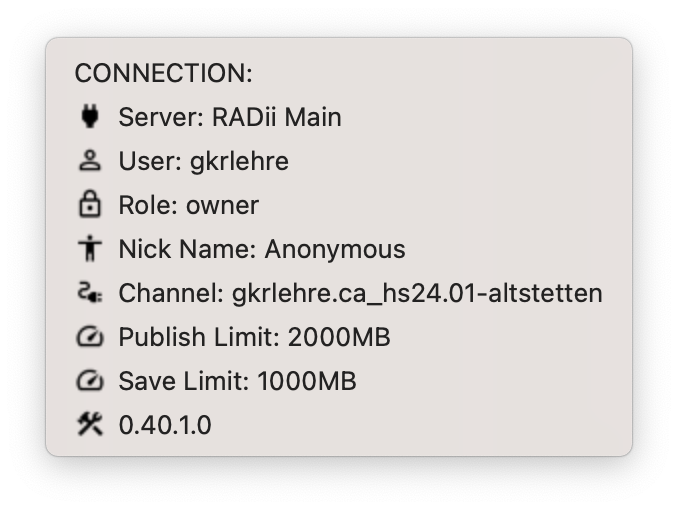 CONNECTION:
Server: RADii Main
User: gkrlehre
Role: owner
Nick Name: Anonymous
Channel: gkrlehre.ca_hs24.01-altstetten
Publish Limit: 2000MB
Save Limit: 1000MB
0.40.1.0